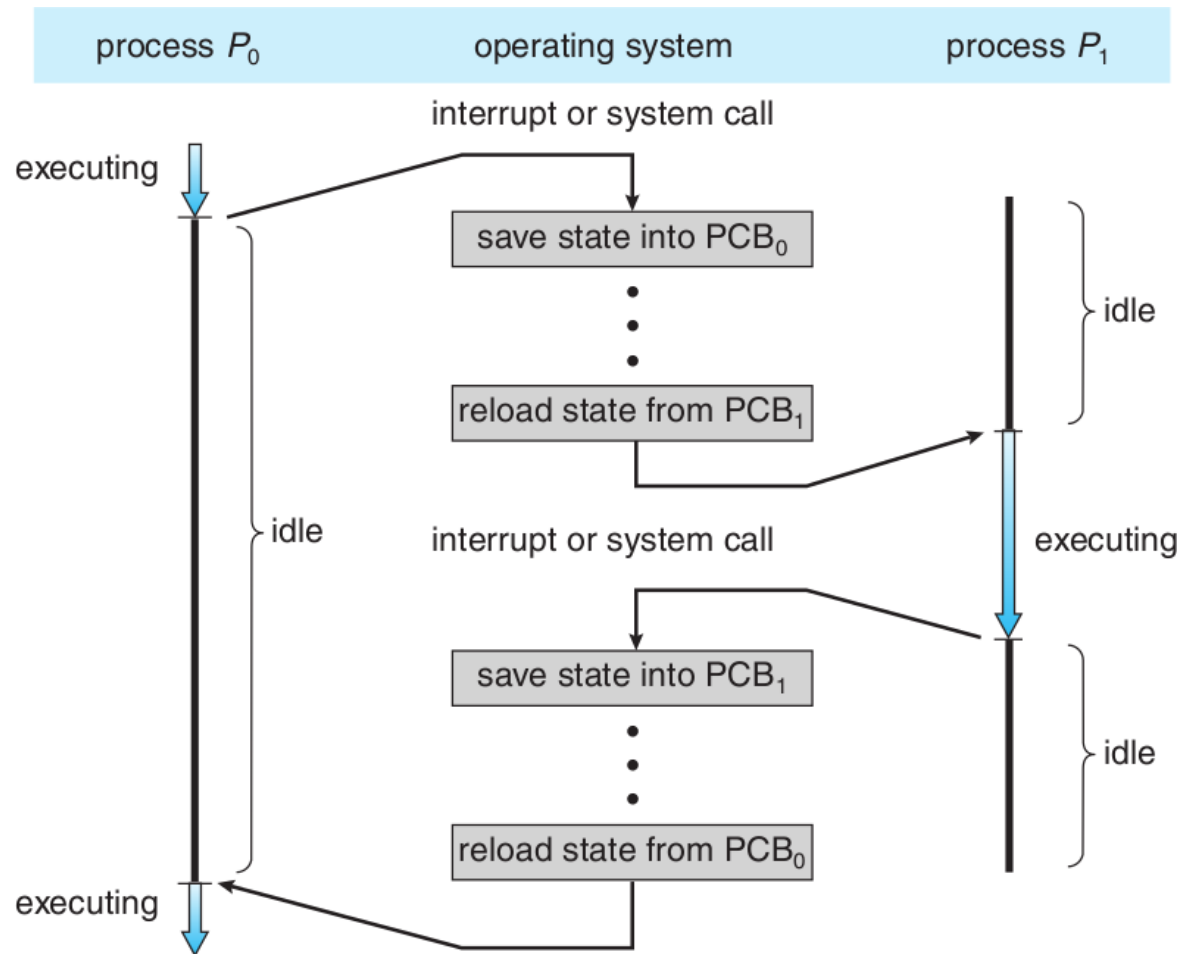 process P₀
operating system
process P₁
interrupt or system call
executing
save state into PCB₀
idle
reload state from PCB₁
idle
interrupt or system call
executing
save state into PCB₁
idle
reload state from PCB₀
executing